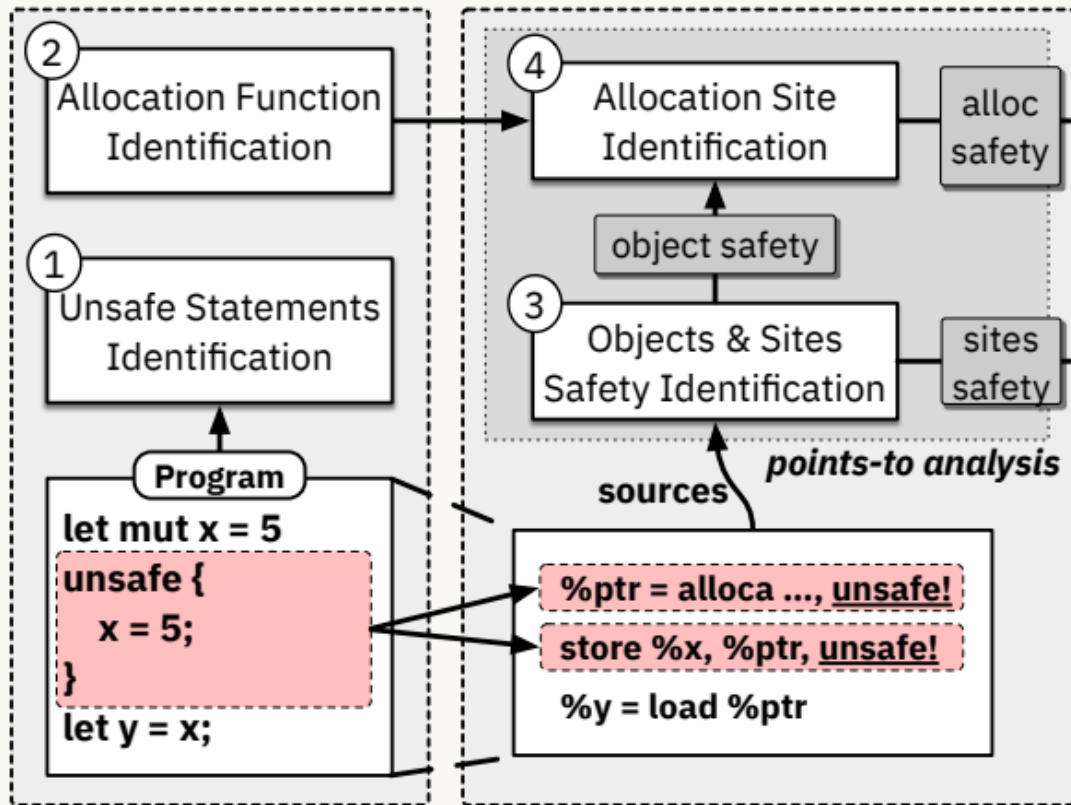 2
Allocation Function
Identification
1
Unsafe Statements
Identification
Program
let mut x = 5
unsafe {
x = 5;
}
let y = x;
4
Allocation Site
Identification
alloc
safety
object safety
3
Objects & Sites
Safety Identification
sites
safety
points-to analysis
sources
%ptr = alloca ..., unsafe!
store %x, %ptr, unsafe!
%y = load %ptr